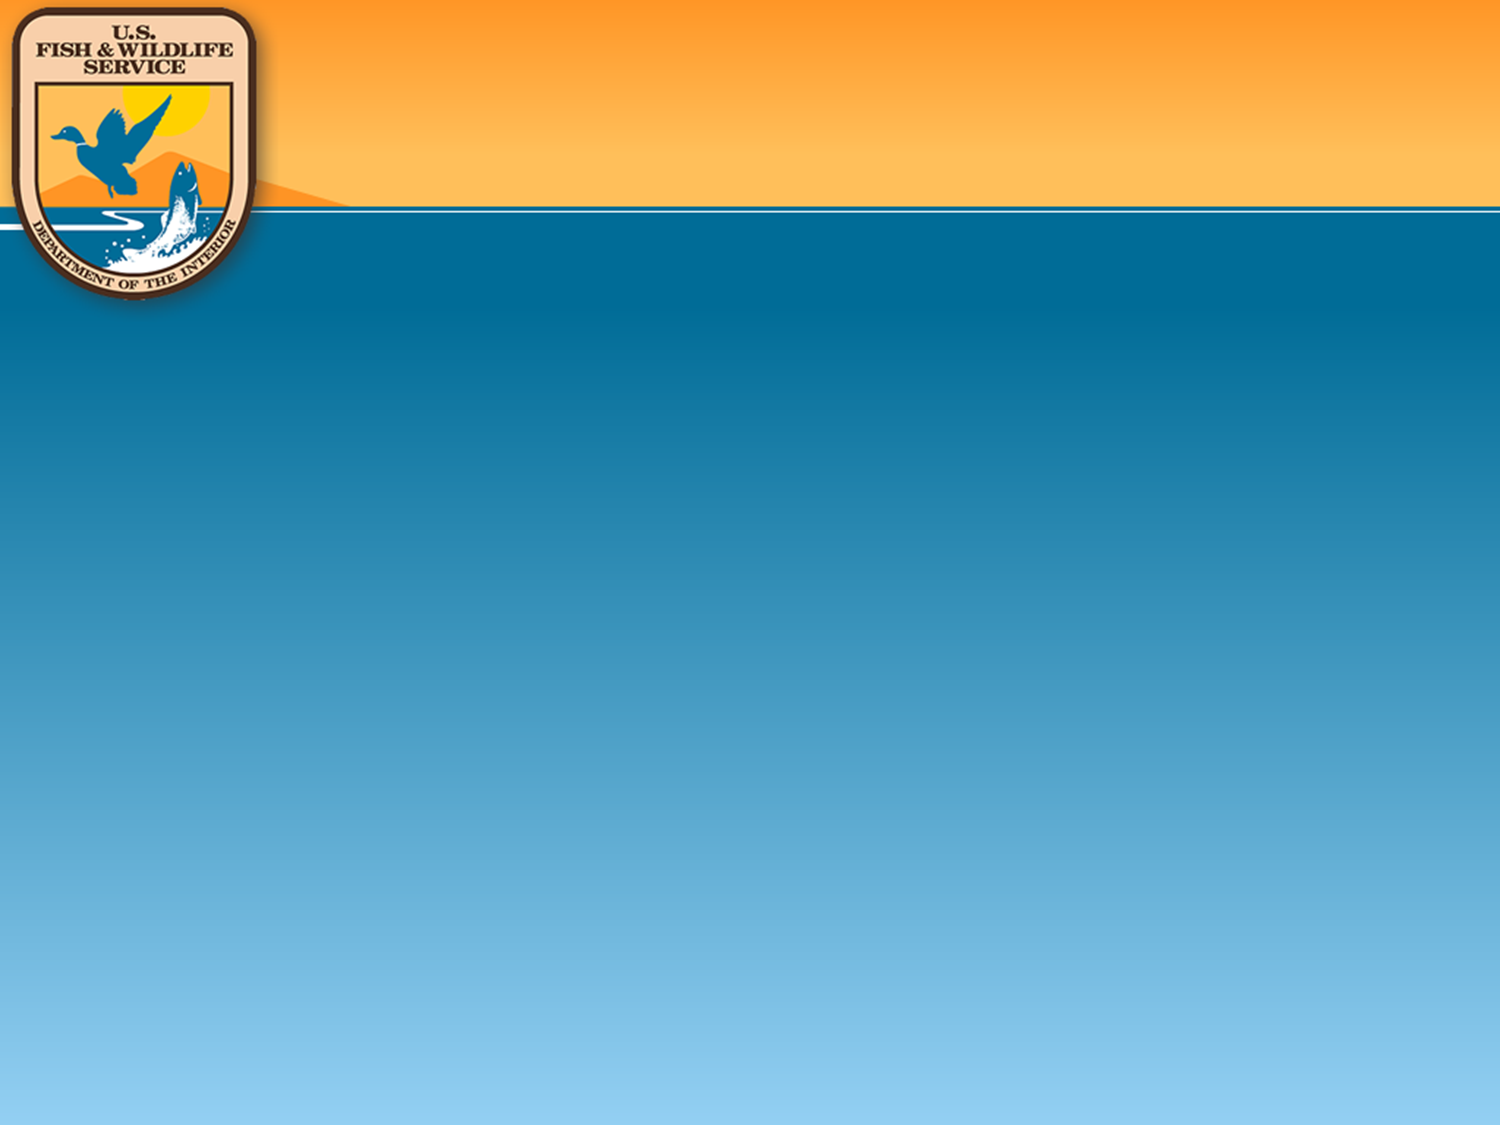 U.S.
FISH & WILDLIFE
SERVICE
DEPARTMENT OF THE INTERIOR